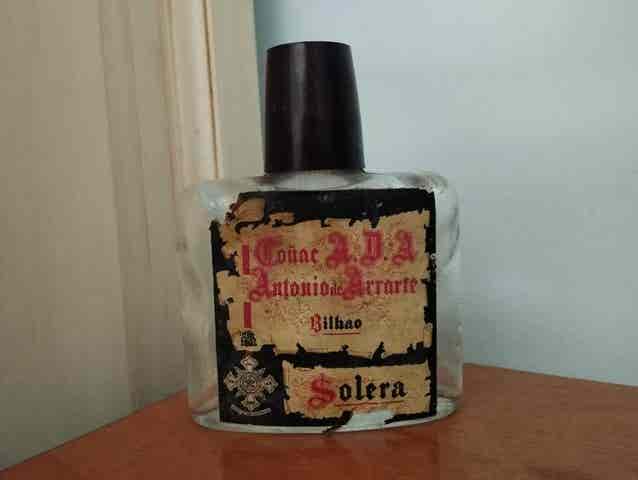 Coñac A.D.A
Antonio de Arrarte
Bilbao
Solera